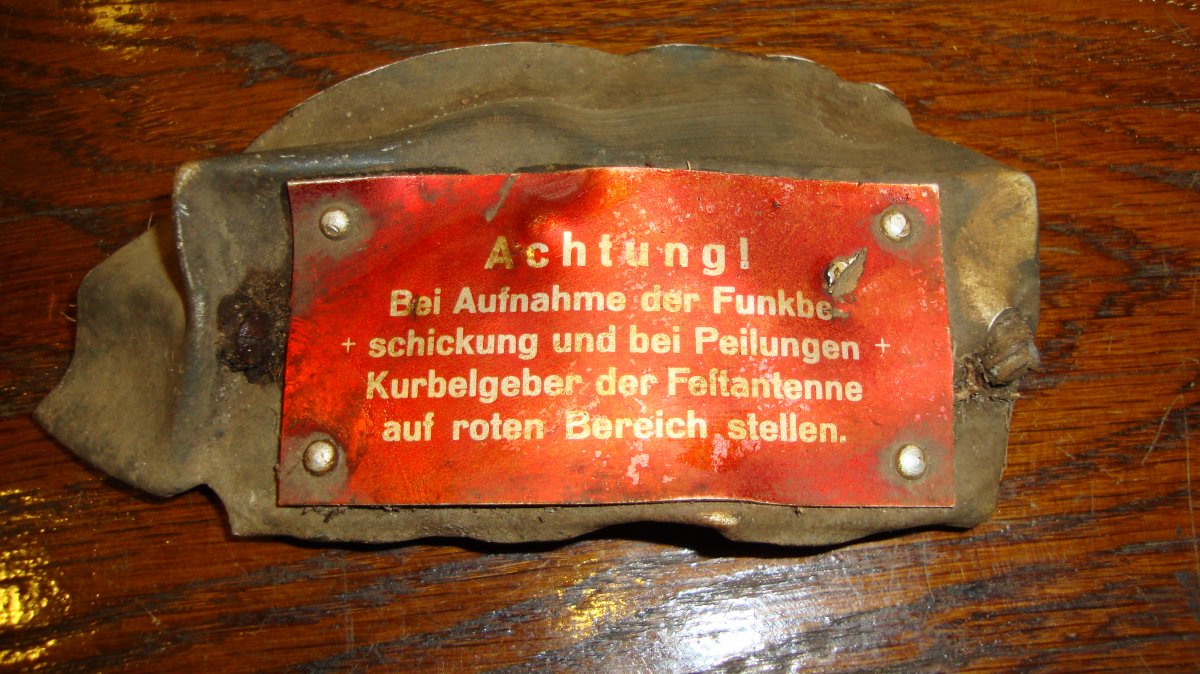 Achtung!
Bei Aufnahme der Funkbe-
+ schickung und bei Peilungen +
Kurbelgeber der Feſtantenne
auf roten Bereich stellen.